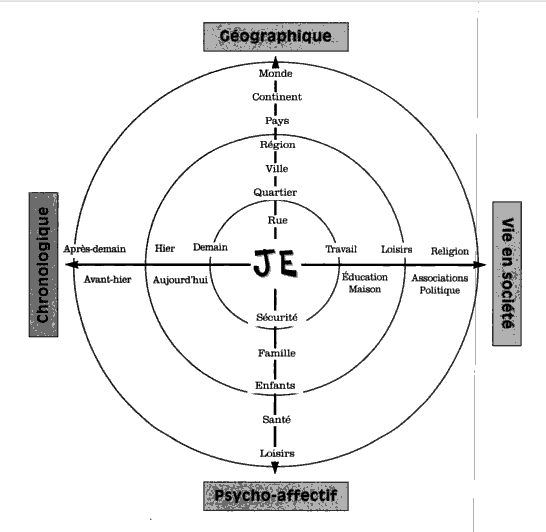 Géographique
Monde
Continent
Pays
Région
Ville
Quartier
Rue
Chronologique
Après-demain
Hier
Demain
Avant-hier
Aujourd'hui
JE
Travail
Loisirs
Religion
Éducation
Maison
Associations
Politique
Vie en société
Sécurité
Famille
Enfants
Santé
Loisirs
Psycho-affectif